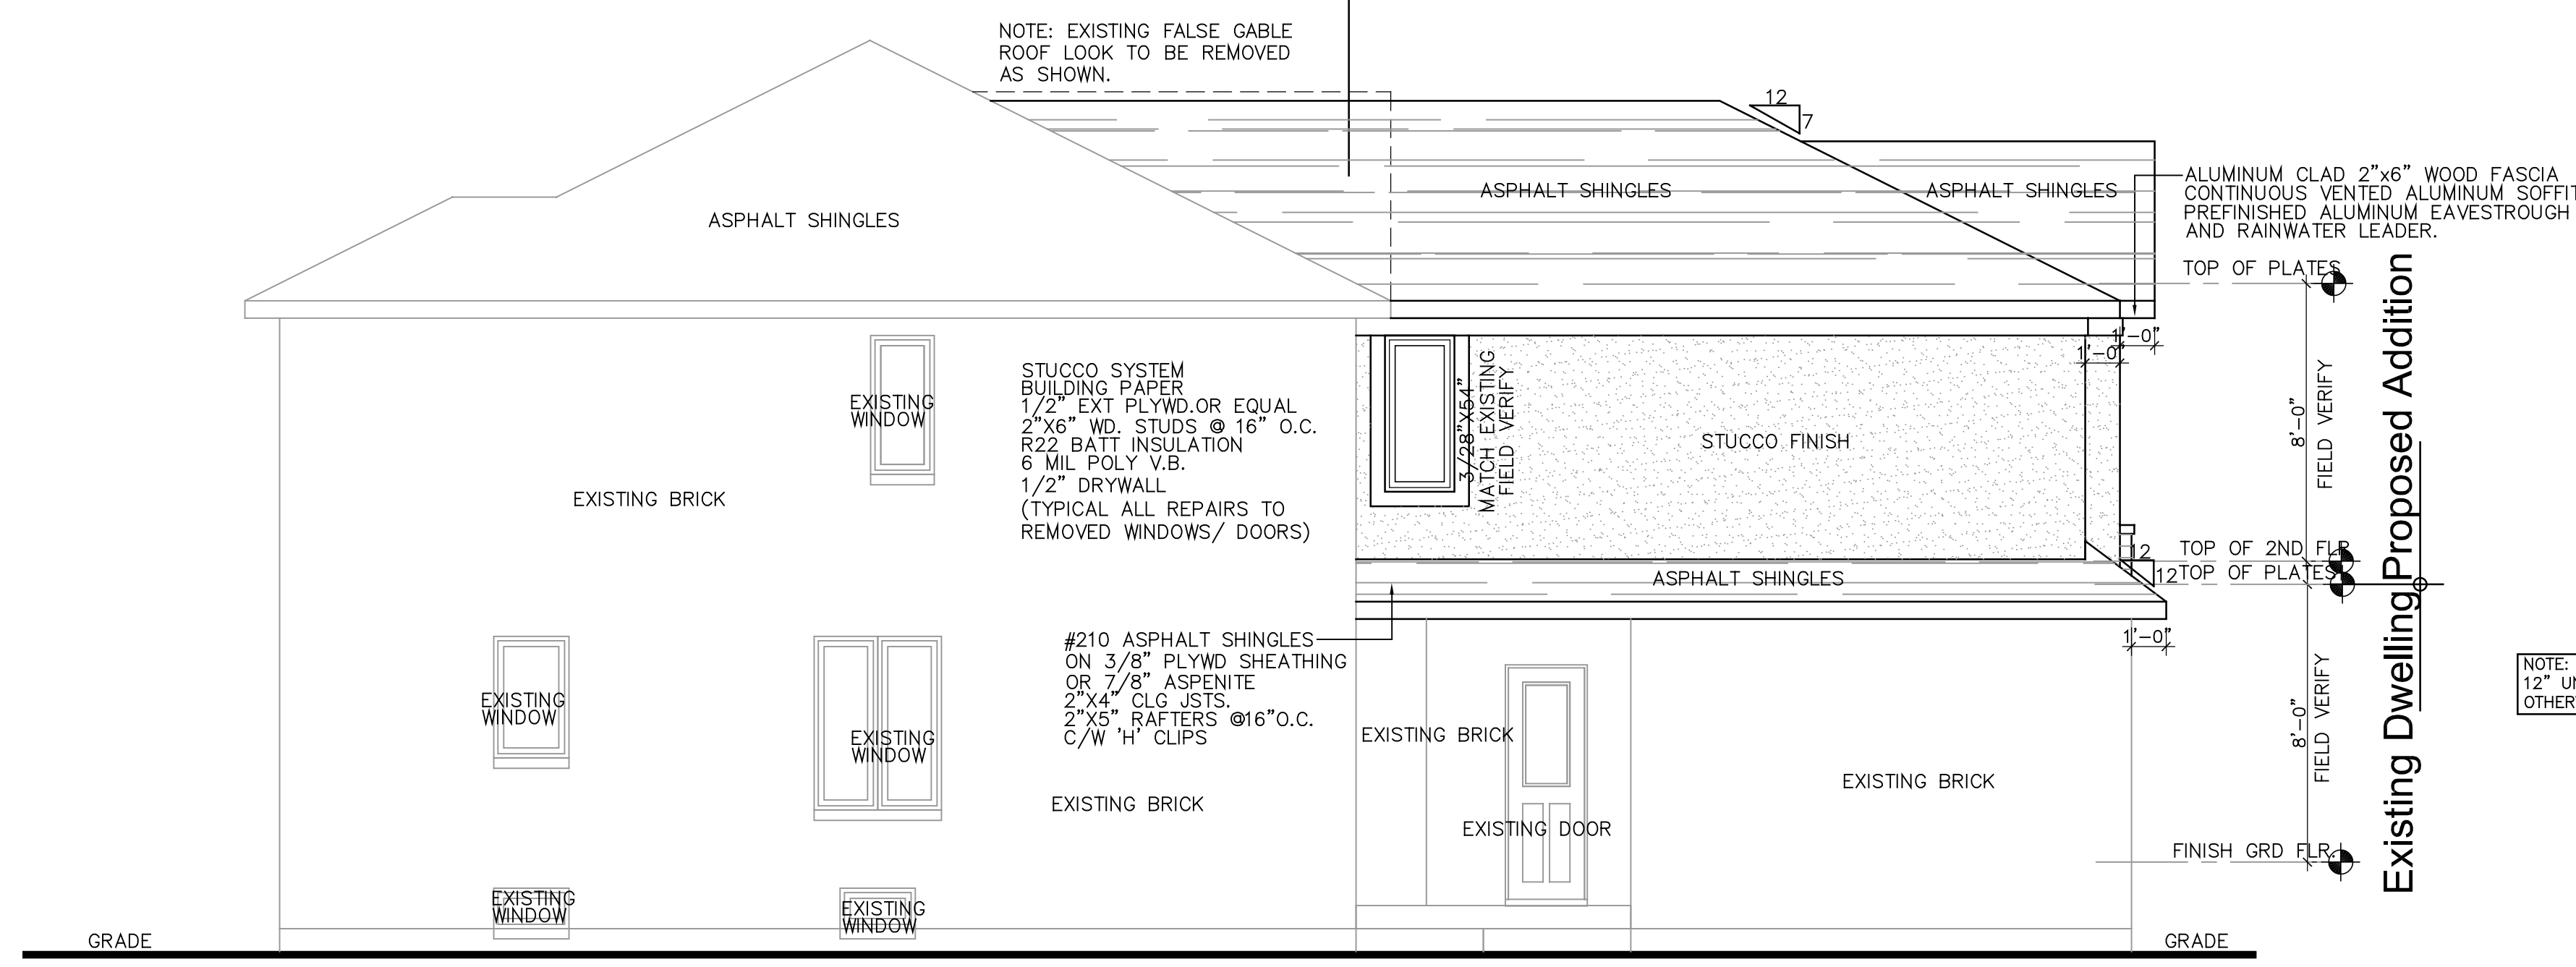 NOTE: EXISTING FALSE GABLE
ROOF LOOK TO BE REMOVED
AS SHOWN.
12
7
ASPHALT SHINGLES
ASPHALT SHINGLES
ASPHALT SHINGLES
ALUMINUM CLAD 2"x6" WOOD FASCIA
CONTINUOUS VENTED ALUMINUM SOFFIT
PREFINISHED ALUMINUM EAVESTROUGH
AND RAINWATER LEADER.
TOP OF PLATES
1'-0"
1'-0"
STUCCO SYSTEM
BUILDING PAPER
1/2" EXT PLYWD.OR EQUAL
2"X6" WD. STUDS @ 16" O.C.
R22 BATT INSULATION
6 MIL POLY V.B.
1/2" DRYWALL
(TYPICAL ALL REPAIRS TO
REMOVED WINDOWS/ DOORS)
EXISTING
WINDOW
EXISTING BRICK
3/28"X54"
MATCH EXISTING
FIELD VERIFY
STUCCO FINISH
8'-0"
FIELD VERIFY
12
12
TOP OF 2ND FLR
TOP OF PLATES
ASPHALT SHINGLES
#210 ASPHALT SHINGLES
ON 3/8" PLYWD SHEATHING
OR 7/8" ASPENITE
2"X4" CLG JSTS.
2"X5" RAFTERS @16"O.C.
C/W 'H' CLIPS
1'-0"
EXISTING
WINDOW
EXISTING
WINDOW
EXISTING BRICK
EXISTING BRICK
EXISTING BRICK
EXISTING DOOR
8'-0"
FIELD VERIFY
FINISH GRD FLR.
Existing Dwelling
Proposed Addition
NOTE:
12"
OTHER
EXISTING
WINDOW
EXISTING
WINDOW
GRADE
GRADE